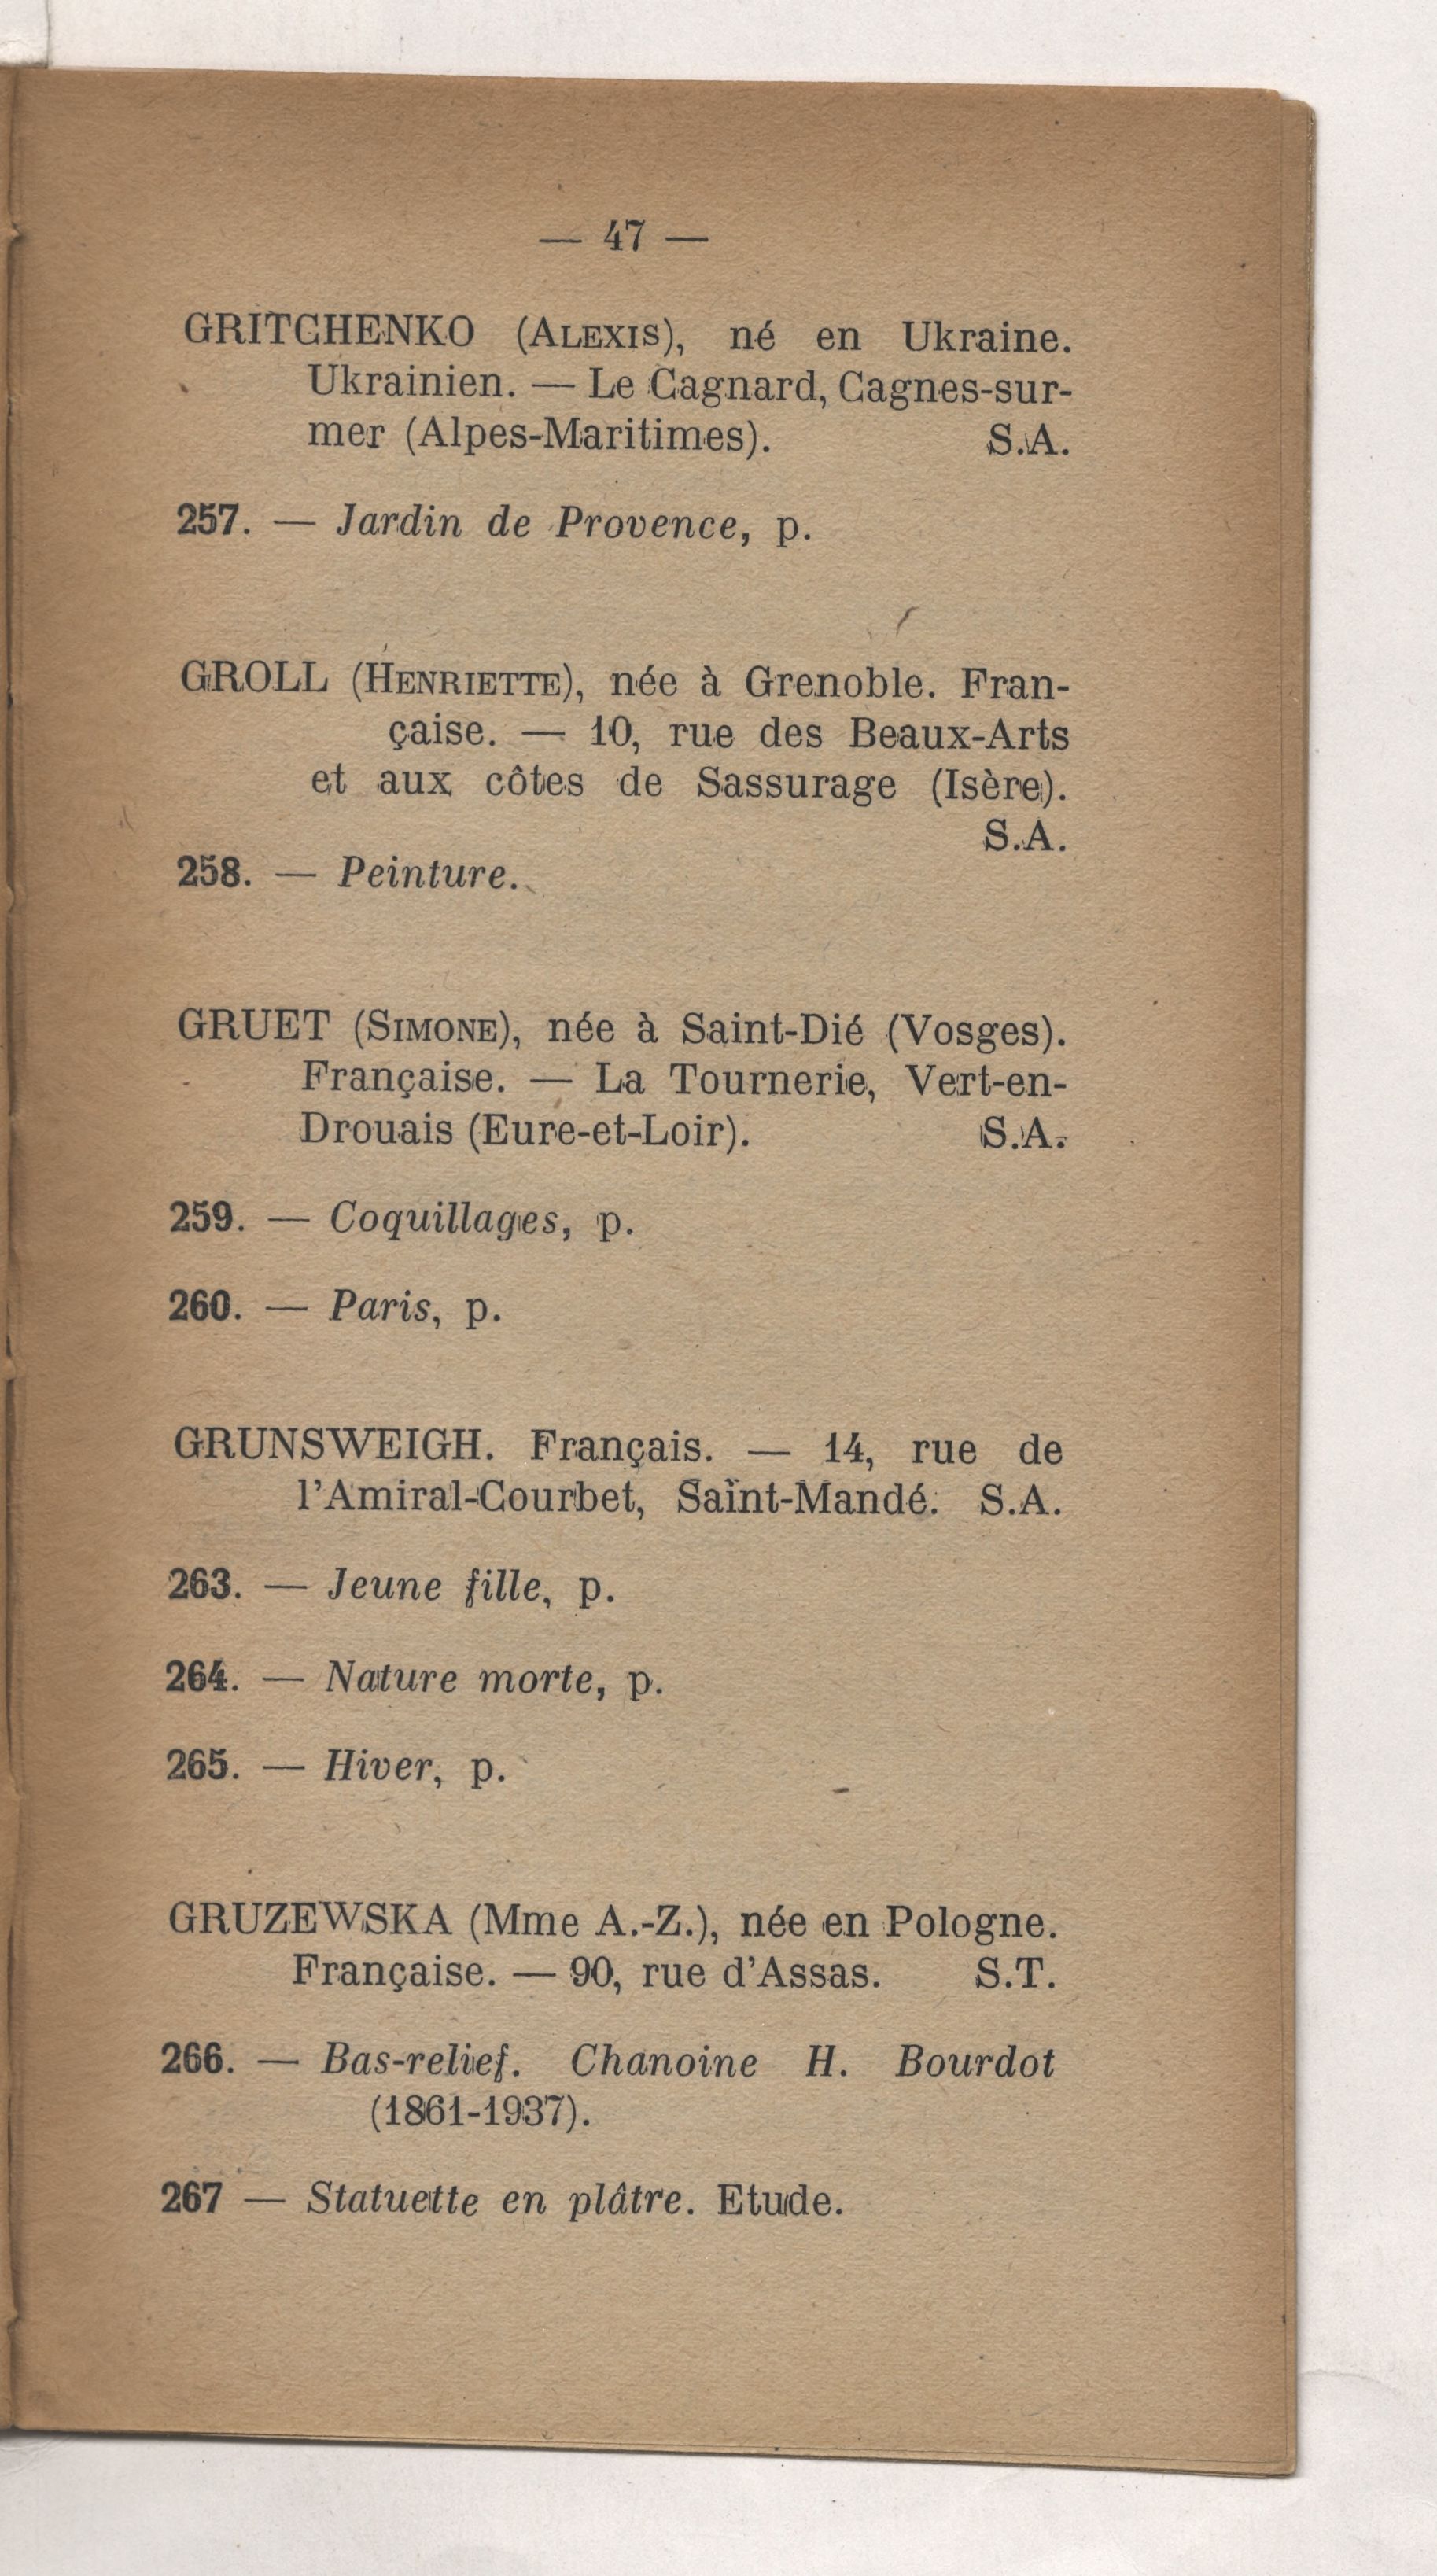 — 47 —
GRITCHENKO (ALEXIS), né en Ukraine.
Ukrainien. — Le Cagnard, Cagnes-sur-
mer (Alpes-Maritimes). S.A.
257. — Jardin de Provence, p.
GROLL (HENRIETTE), née à Grenoble. Fran-
çaise. — 10, rue des Beaux-Arts
et aux côtes de Sassurage (Isère).
S.A.
258. — Peinture.
GRUET (SIMONE), née à Saint-Dié (Vosges).
Française. — La Tournerie, Vert-en-
Drouais (Eure-et-Loir). S.A.
259. — Coquillages, p.
260. — Paris, p.
GRUNSWEIGH. Français. — 14, rue de
l'Amiral-Courbet, Saint-Mandé. S.A.
263. — Jeune fille, p.
264. — Nature morte, p.
265. — Hiver, p.
GRUZEWSKA (Mme A.-Z.), née en Pologne.
Française. — 90, rue d'Assas. S.T.
266. — Bas-relief. Chanoine H. Bourdot
(1861-1937).
267 — Statuette en plâtre. Etude.